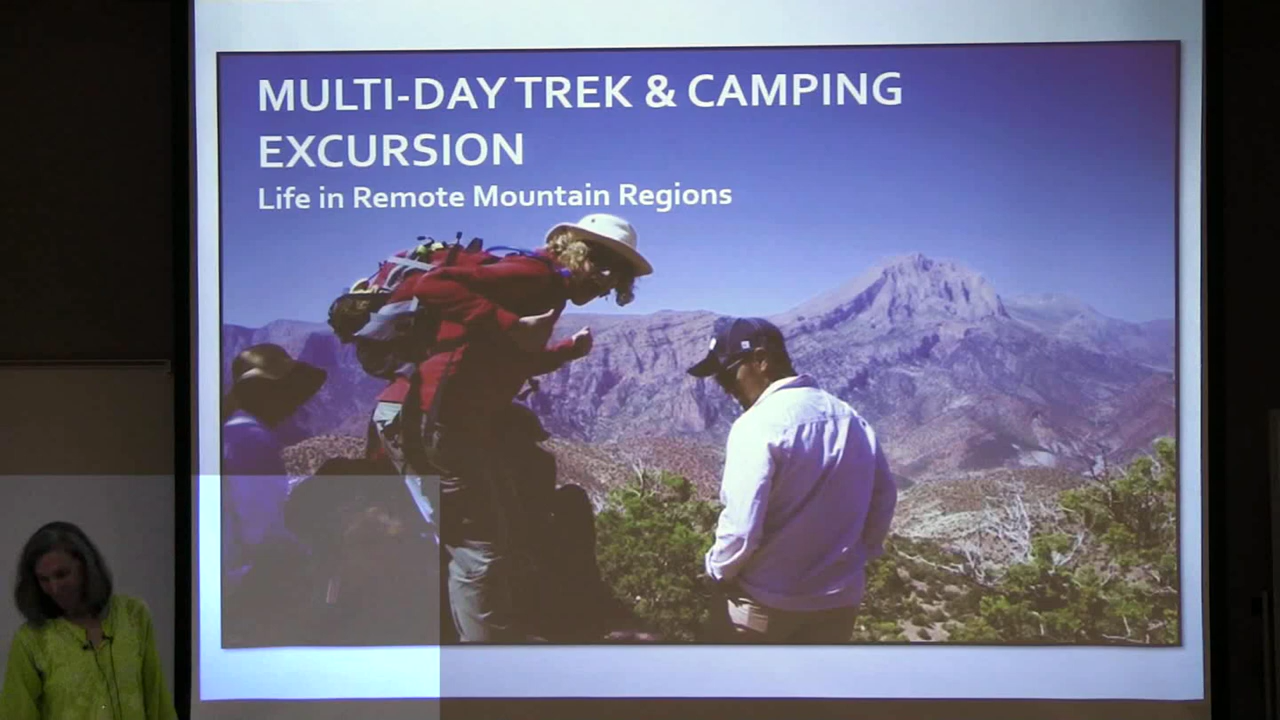 MULTI-DAY TREK & CAMPING
EXCURSION
Life in Remote Mountain Regions